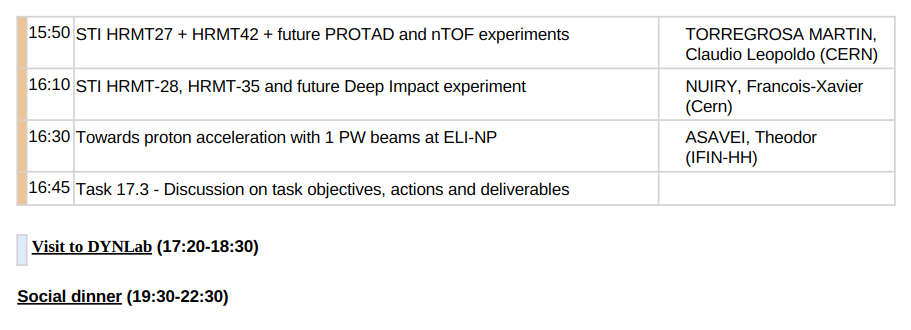 15:50 STI HRMT27 + HRMT42 + future PROTAD and nTOF experiments TORREGROSA MARTIN,
Claudio Leopoldo (CERN)
16:10 STI HRMT-28, HRMT-35 and future Deep Impact experiment NUIRY, Francois-Xavier
(Cern)
16:30 Towards proton acceleration with 1 PW beams at ELI-NP ASAVEI, Theodor
(IFIN-HH)
16:45 Task 17.3 - Discussion on task objectives, actions and deliverables
Visit to DYNLab (17:20-18:30)
Social dinner (19:30-22:30)